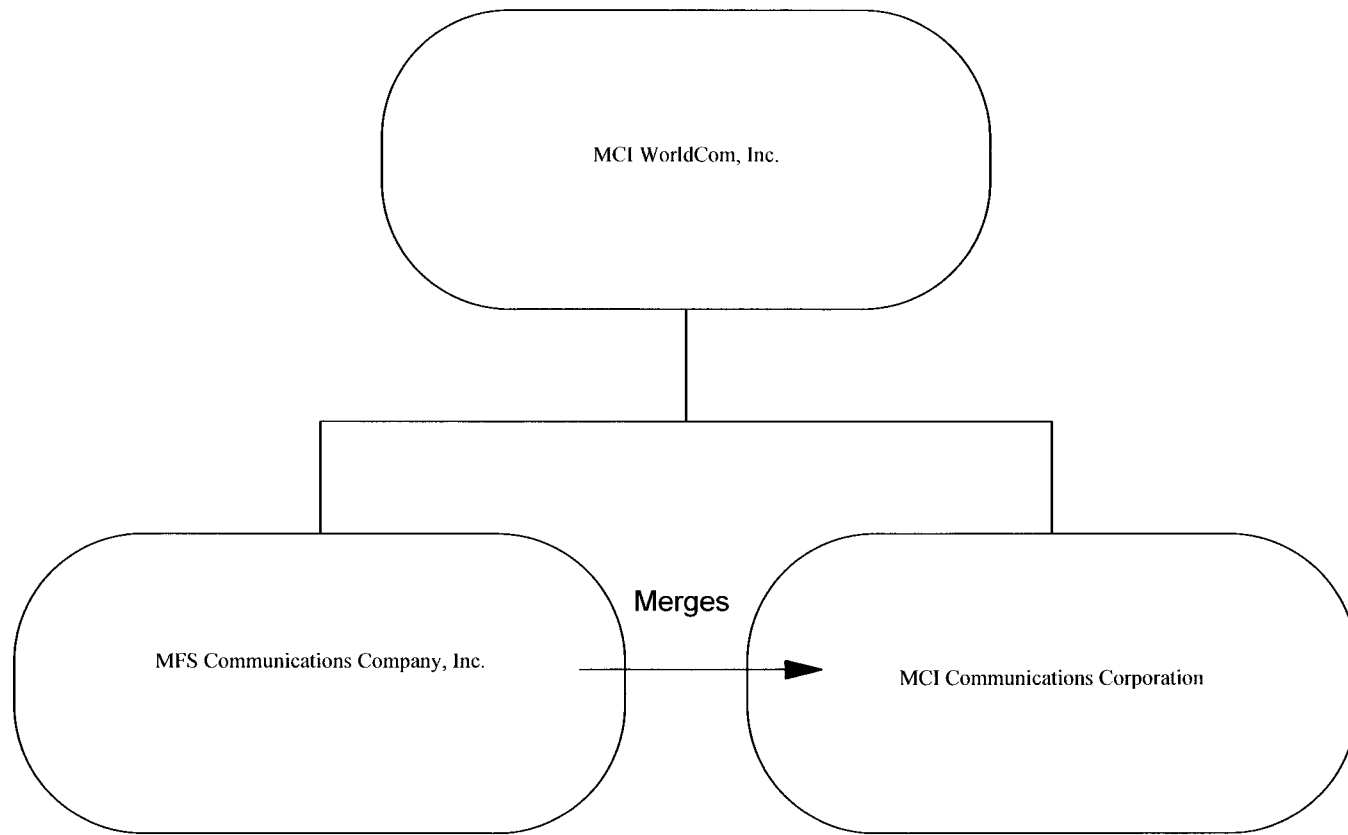 MCI WorldCom, Inc.
Merges
MFS Communications Company, Inc.
MCI Communications Corporation